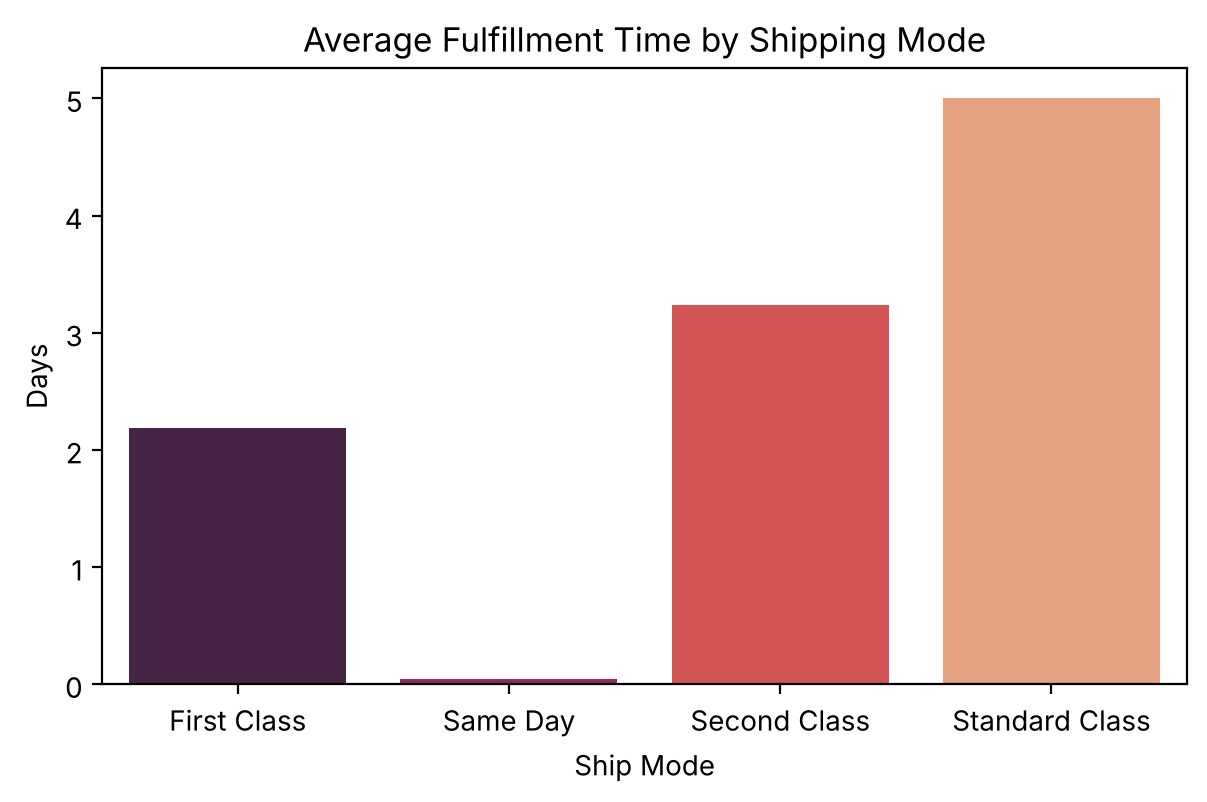 Average Fulfillment Time by Shipping Mode
Days
5
4
3
2
1
0
First Class
Same Day
Second Class
Standard Class
Ship Mode